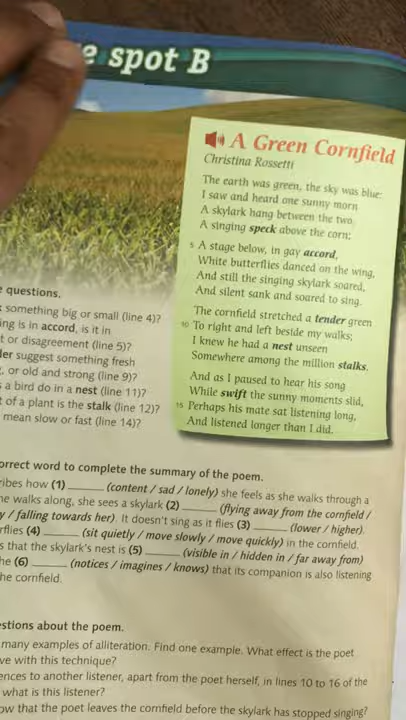 e spot B
A Green Cornfield
Christina Rossetti
The earth was green, the sky was blue:
I saw and heard one sunny morn
A skylark hang between the two,
A singing speck above the corn;
5 A stage below, in gay accord,
White butterflies danced on the wing,
And still the singing skylark soared,
And silent sank and soared to sing.
The cornfield stretched a tender green
10 To right and left beside my walks;
I knew he had a nest unseen
Somewhere among the million stalks.
And as I paused to hear his song
While swift the sunny moments slid,
15 Perhaps his mate sat listening long,
And listened longer than I did.
e questions.
something big or small (line 4)?
ing is in accord, is it in
t or disagreement (line 5)?
der suggest something fresh
, or old and strong (line 9)?
s a bird do in a nest (line 11)?
t of a plant is the stalk (line 12)?
mean slow or fast (line 14)?
orrect word to complete the summary of the poem.
ribes how (1) ______ (content / sad / lonely) she feels as she walks through a
he walks along, she sees a skylark (2) ______ (flying away from the cornfield /
y / falling towards her). It doesn't sing as it flies (3) ______ (lower / higher).
rflies (4) ______ (sit quietly / move slowly / move quickly) in the cornfield.
s that the skylark's nest is (5) ______ (visible in / hidden in / far away from)
he (6) ______ (notices / imagines / knows) that its companion is also listening
he cornfield.
estions about the poem.
many examples of alliteration. Find one example. What effect is the poet
ve with this technique?
ences to another listener, apart from the poet herself, in lines 10 to 16 of the
what is this listener?
ow that the poet leaves the cornfield before the skylark has stopped singing?